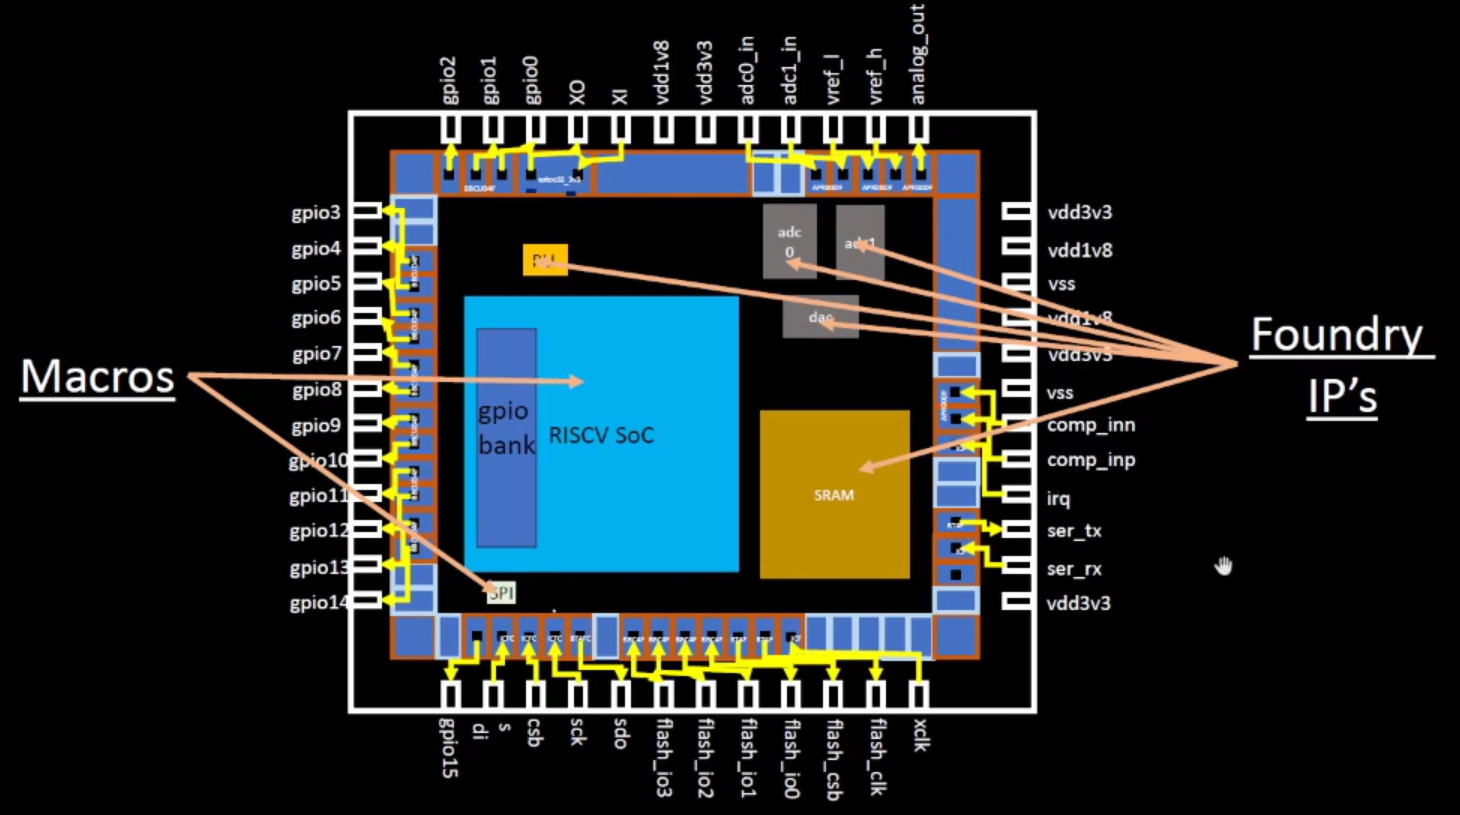 gpio2
gpio1
gpio0
XO
XI
vdd1v8
vdd3v3
adc0_in
adc1_in
vref_l
vref_h
analog_out
gpio3
gpio4
gpio5
gpio6
gpio7
gpio8
gpio9
gpio10
gpio11
gpio12
gpio13
gpio14
Macros
adc
0
adc1
dac
gpio
bank
RISCV SoC
SRAM
SPI
vdd3v3
vdd1v8
vss
vdd1v8
vdd3v3
vss
comp_inn
comp_inp
irq
ser_tx
ser_rx
vdd3v3
Foundry
IP's
gpio15
di
s
csb
sck
sdo
flash_io3
flash_io2
flash_io1
flash_io0
flash_csb
flash_clk
xclk